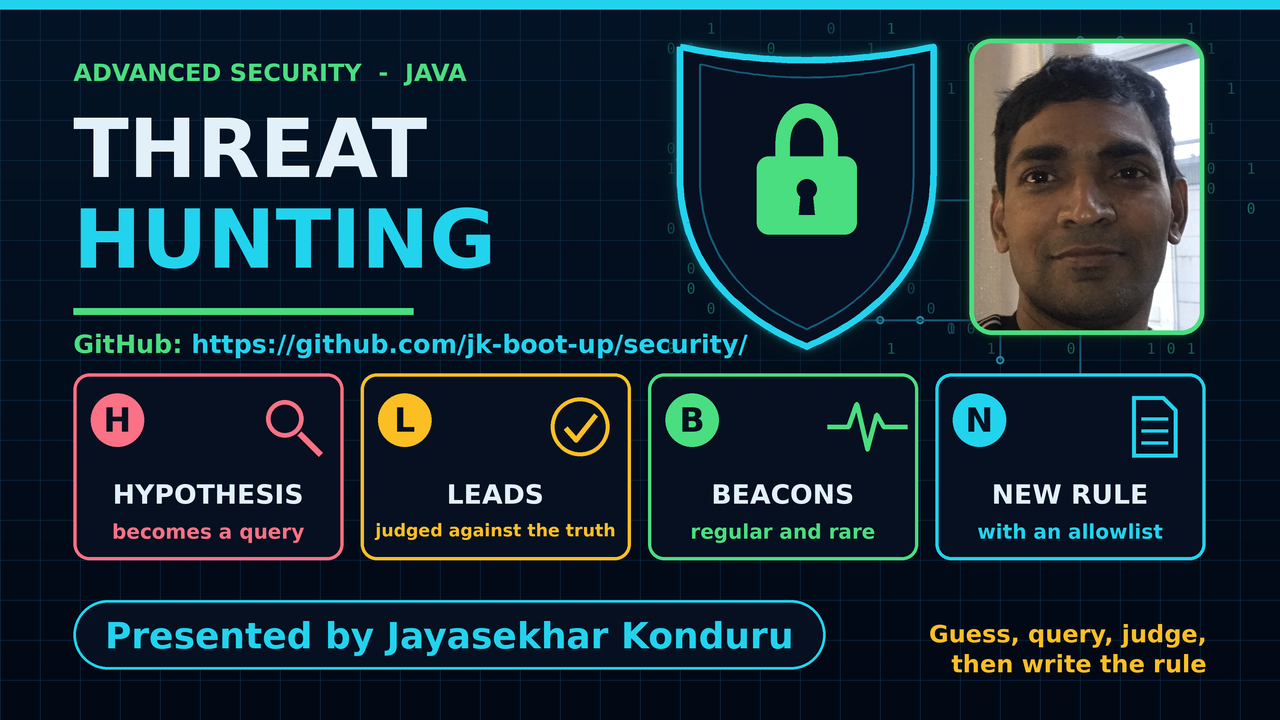 ADVANCED SECURITY - JAVA
THREAT
HUNTING
GitHub: https://github.com/jk-boot-up/security/
H
HYPOTHESIS
becomes a query
L
LEADS
judged against the truth
B
BEACONS
regular and rare
N
NEW RULE
with an allowlist
Presented by Jayasekhar Konduru
Guess, query, judge,
then write the rule